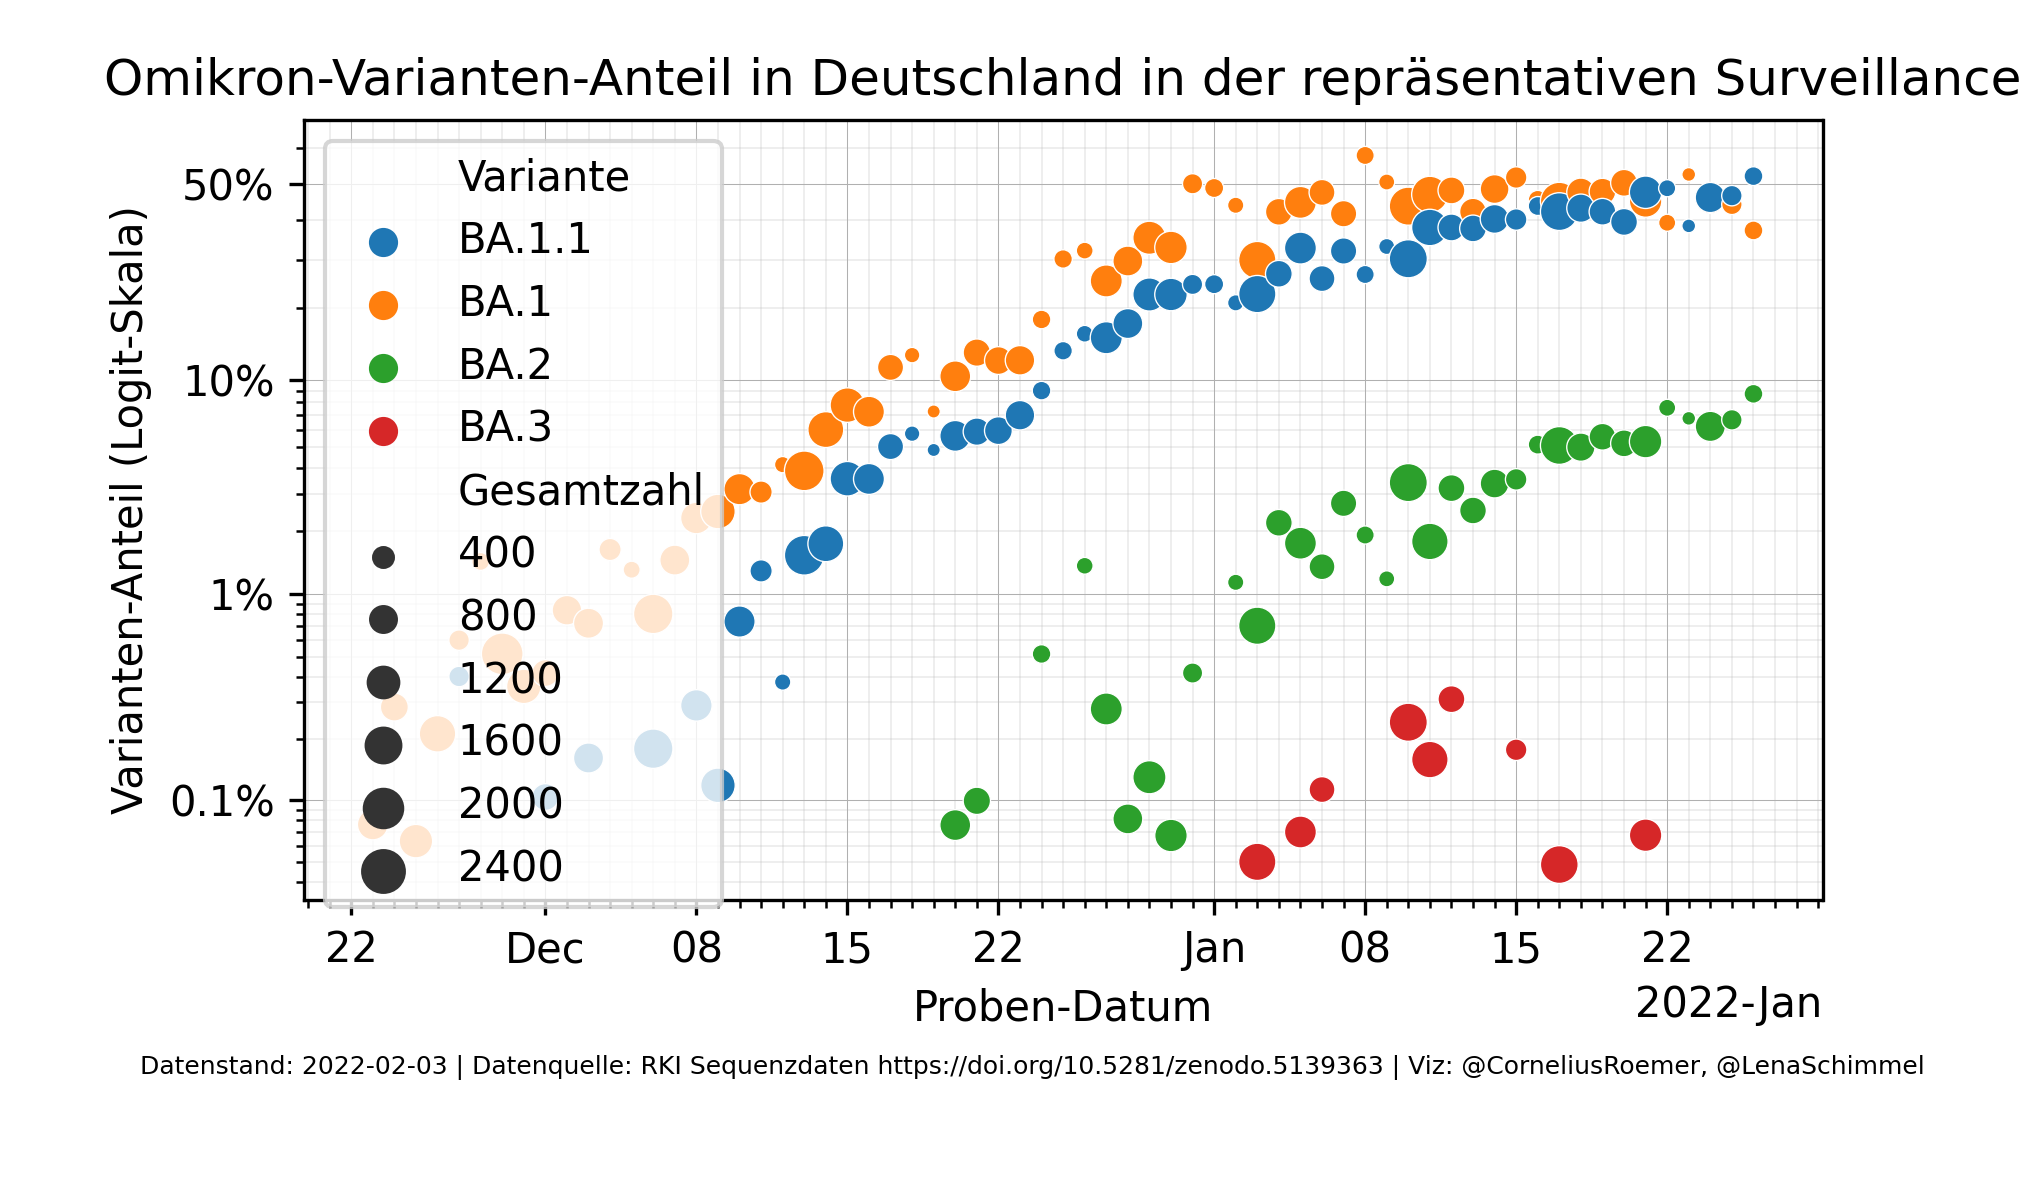 Omikron-Varianten-Anteil in Deutschland in der repräsentativen Surveillance
Varianten-Anteil (Logit-Skala)
50%
10%
1%
0.1%
Variante
BA.1.1
BA.1
BA.2
BA.3
Gesamtzahl
400
800
1200
1600
2000
2400
22 Dec 08 15 22 Jan 08 15 22
Proben-Datum
2022-Jan
Datenstand: 2022-02-03 | Datenquelle: RKI Sequenzdaten https://doi.org/10.5281/zenodo.5139363 | Viz: @CorneliusRoemer, @LenaSchimmel